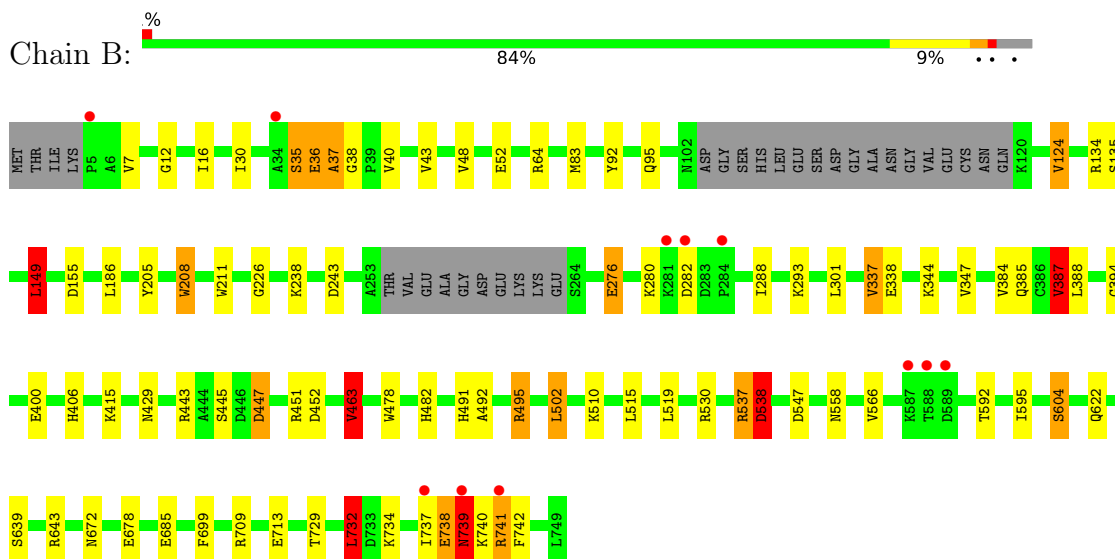 %
Chain B:
84% 9% • • •
MET THR ILE LYS P5 A6 V7 G12 I16 I30 A34 S35 E36 A37 G38 P39 V40 V43 V48 E52 R64 M83 Y92 Q95 N102 ASP GLY SER HIS LEU GLU SER ASP GLY ALA ASN GLY VAL GLU CYS ASN GLN K120 V124 R134 S135
L149 D155 L186 Y205 W208 W211 G226 K238 D243 A253 THR VAL GLU ALA GLY ASP GLU LYS LYS GLU S264 E276 K280 K281 D282 D283 P284 I288 K293 L301 V337 E338 K344 V347 V384 Q385 C386 V387 L388 C394
E400 H406 K415 N429 R443 A444 S445 D446 D447 R451 D452 V463 W478 H482 H491 A492 R495 L502 K510 L515 L519 R530 R537 D538 D547 N558 V566 K587 T588 D589 T592 I595 S604 Q622
S639 R643 N672 E678 E685 F699 R709 E713 T729 L732 D733 K734 I737 E738 N739 K740 R741 F742 L749